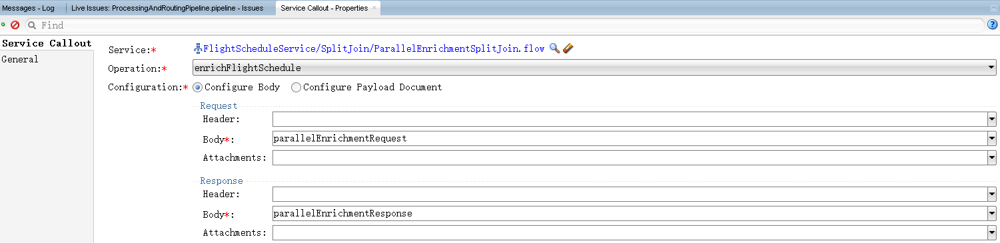 Messages - Log Live Issues: ProcessingAndRoutingPipeline.pipeline - Issues Service Callout - Properties
Find
Service Callout
General
Service:* FlightScheduleService/SplitJoin/ParallelEnrichmentSplitJoin.flow
Operation:* enrichFlightSchedule
Configuration:* Configure Body Configure Payload Document
Request
Header:
Body*: parallelEnrichmentRequest
Attachments:
Response
Header:
Body*: parallelEnrichmentResponse
Attachments: